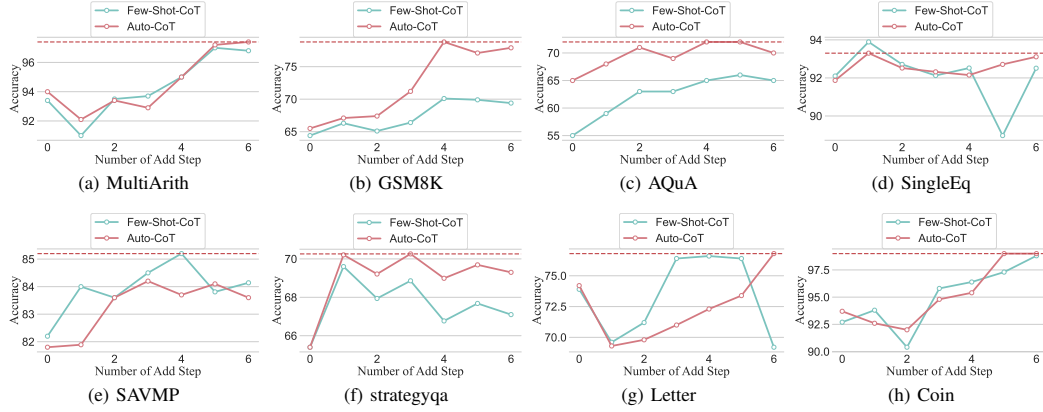 Few-Shot-CoT
Auto-CoT
Accuracy
96
94
92
0
2
4
6
Number of Add Step
(a) MultiArith
Few-Shot-CoT
Auto-CoT
Accuracy
75
70
65
0
2
4
6
Number of Add Step
(b) GSM8K
Few-Shot-CoT
Auto-CoT
Accuracy
70
65
60
55
0
2
4
6
Number of Add Step
(c) AQuA
Few-Shot-CoT
Auto-CoT
Accuracy
94
92
90
0
2
4
6
Number of Add Step
(d) SingleEq
Few-Shot-CoT
Auto-CoT
Accuracy
85
84
83
82
0
2
4
6
Number of Add Step
(e) SAVMP
Few-Shot-CoT
Auto-CoT
Accuracy
70
68
66
0
2
4
6
Number of Add Step
(f) strategyqa
Few-Shot-CoT
Auto-CoT
Accuracy
75.0
72.5
70.0
0
2
4
6
Number of Add Step
(g) Letter
Few-Shot-CoT
Auto-CoT
Accuracy
97.5
95.0
92.5
90.0
0
2
4
6
Number of Add Step
(h) Coin